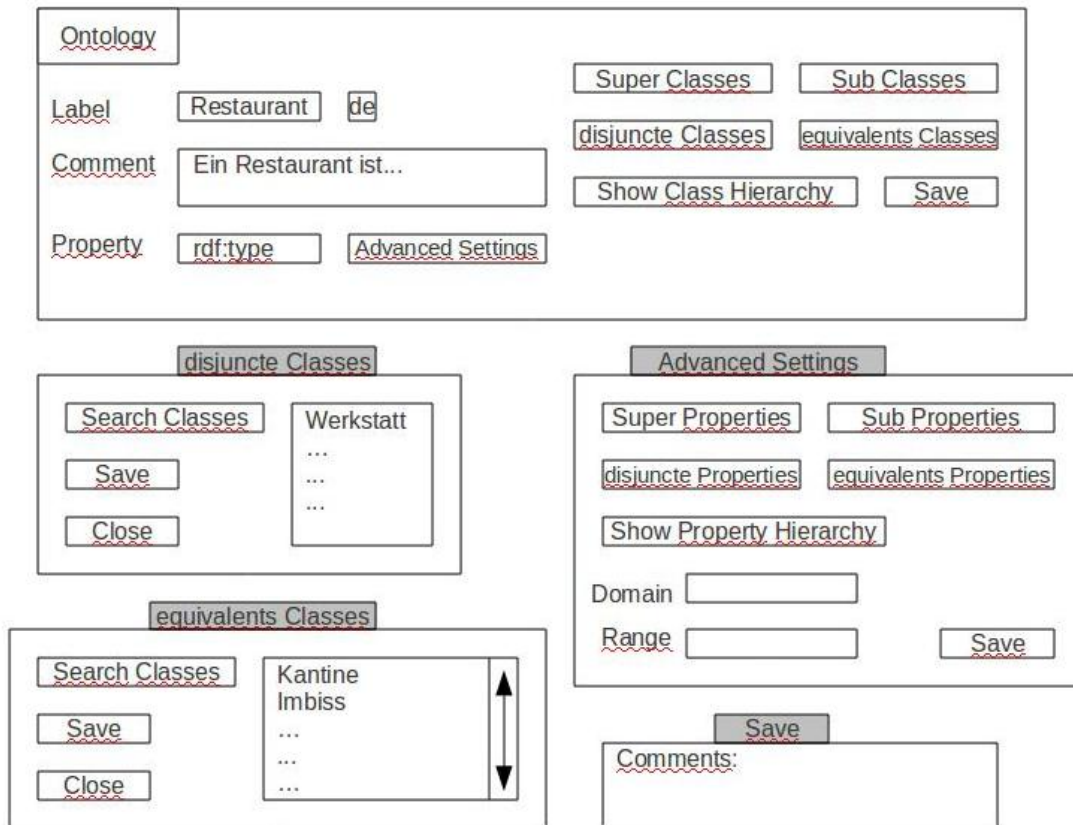 Ontology
Label Restaurant de
Comment Ein Restaurant ist...
Property rdf:type Advanced Settings
Super Classes Sub Classes
disjuncte Classes equivalents Classes
Show Class Hierarchy Save
disjuncte Classes
Search Classes
Save
Close
Werkstatt
...
...
...
equivalents Classes
Search Classes
Save
Close
Kantine
Imbiss
...
...
...
Advanced Settings
Super Properties Sub Properties
disjuncte Properties equivalents Properties
Show Property Hierarchy
Domain
Range Save
Save
Comments: